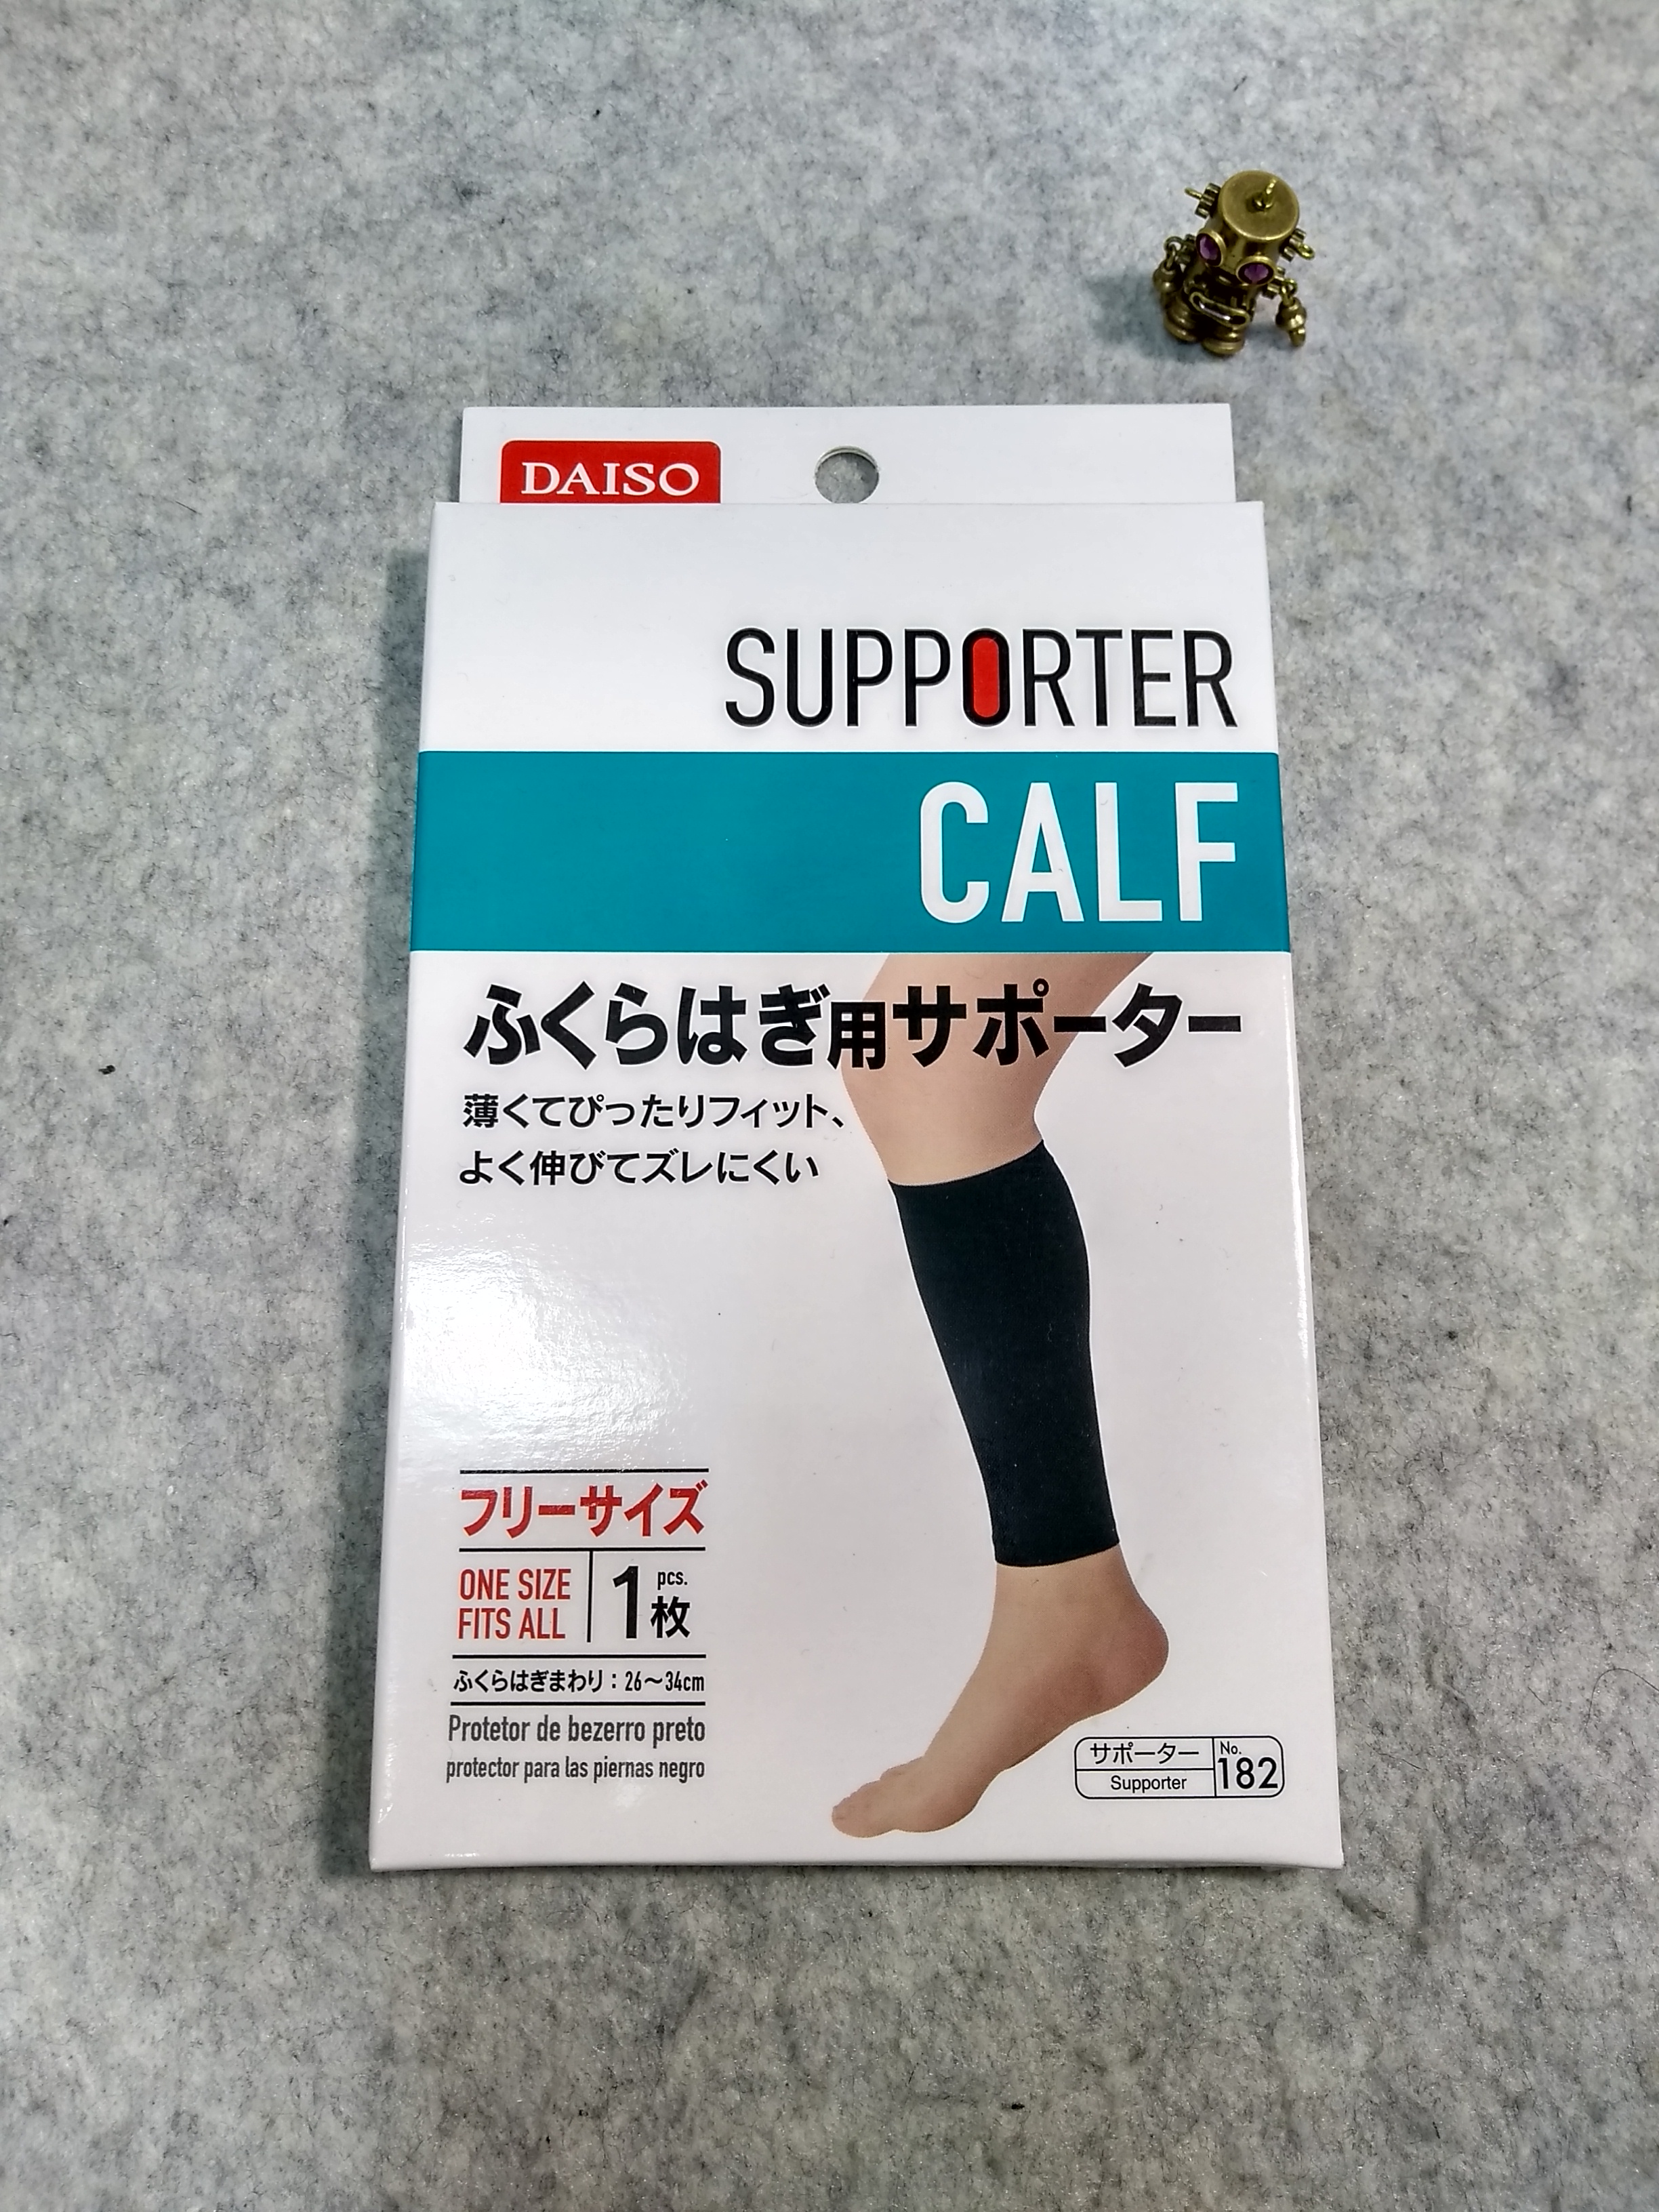 DAISO
SUPPORTER
CALF
ふくらはぎ用サポーター
薄くてぴったりフィット、
よく伸びてズレにくい
フリーサイズ
ONE SIZE
FITS ALL
1 pcs.
枚
ふくらはぎまわり：26～34cm
Protetor de bezerro preto
protector para las piernas negro
サポーター
Supporter
No.
182